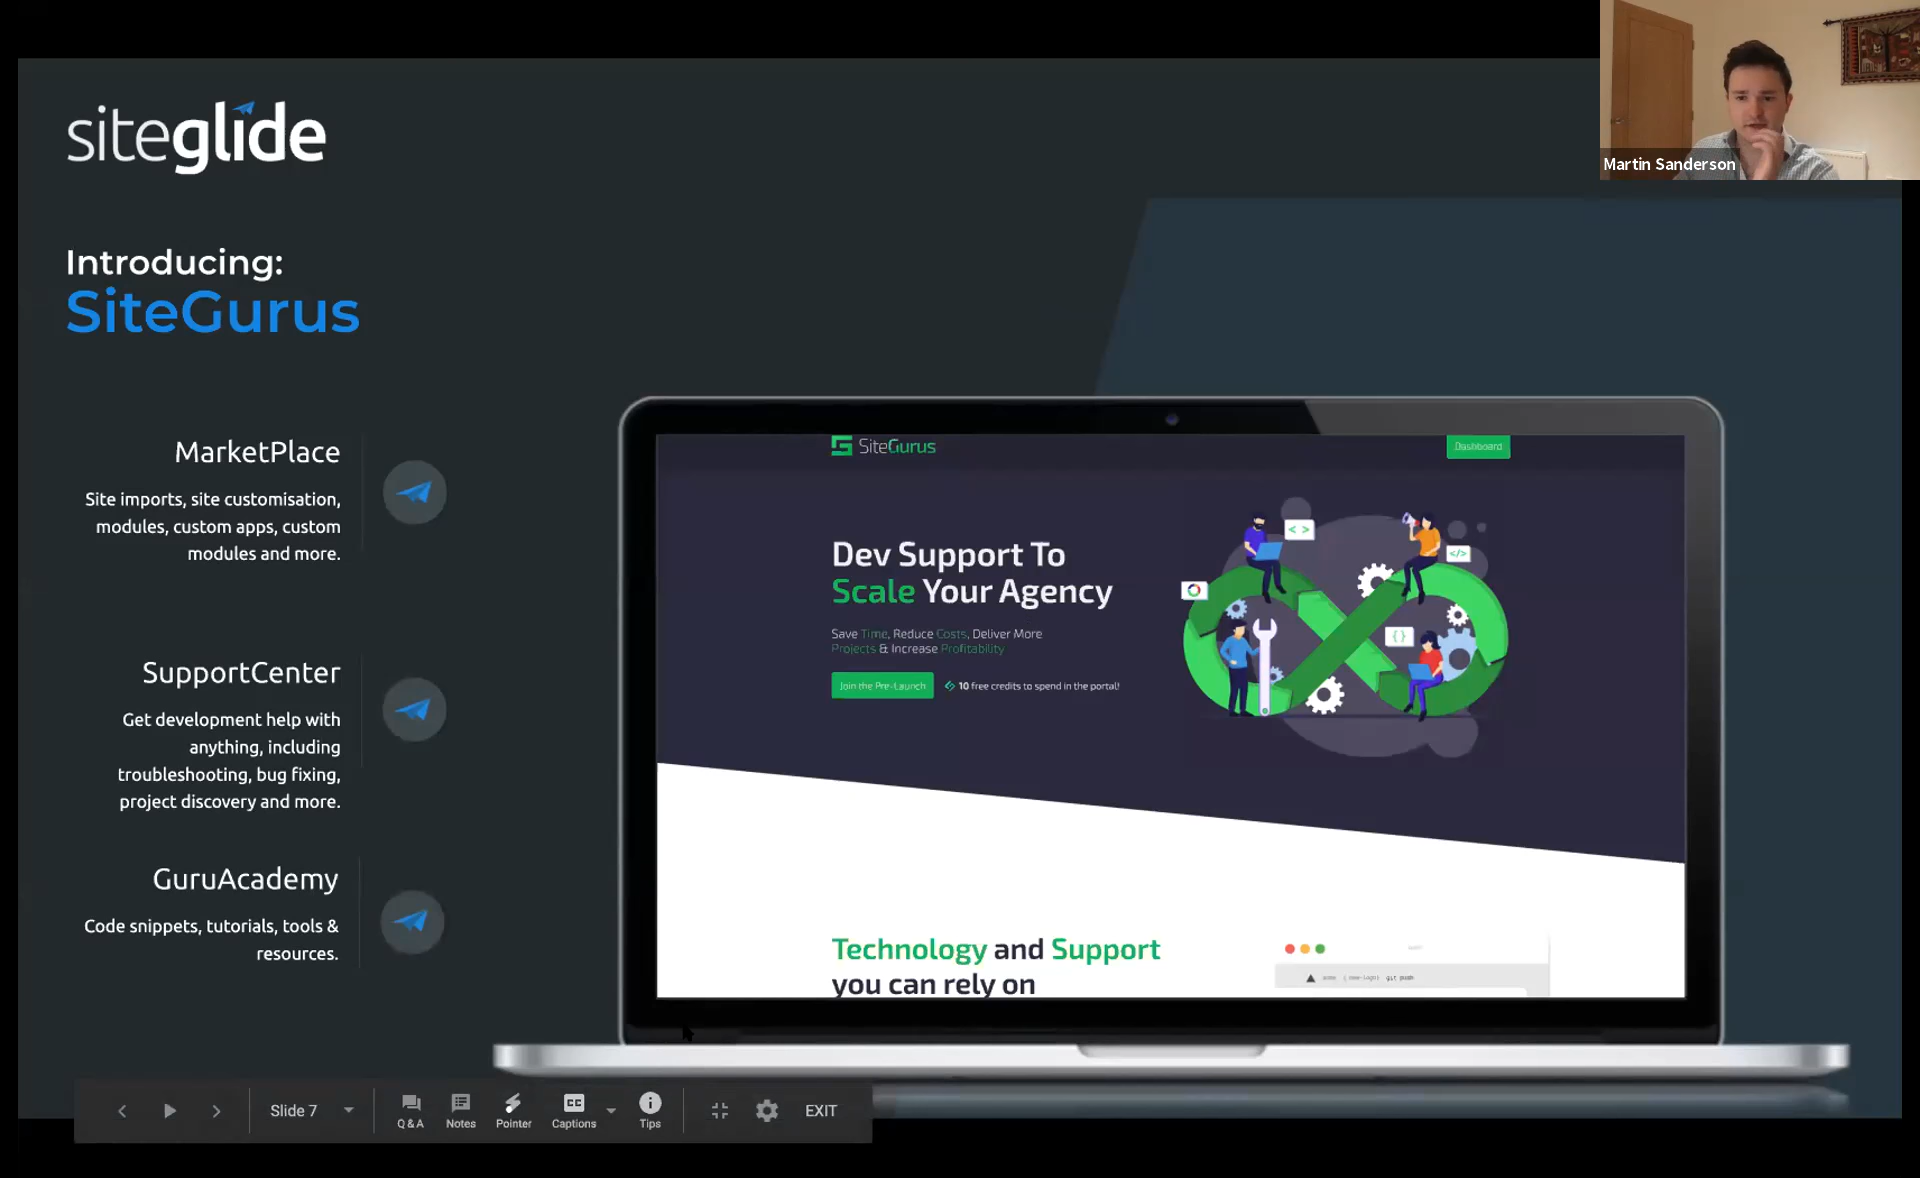 siteglide
Martin Sanderson
Introducing:
SiteGurus
MarketPlace
Site imports, site customisation,
modules, custom apps, custom
modules and more.
SupportCenter
Get development help with
anything, including
troubleshooting, bug fixing,
project discovery and more.
GuruAcademy
Code snippets, tutorials, tools &
resources.
SiteGurus
Dashboard
Dev Support To
Scale Your Agency
Save Time, Reduce Costs, Deliver More
Projects & Increase Profitability
Join the Pre-Launch
10 free credits to spend in the portal!
< >
</>
{ }
Technology and Support
you can rely on
git push
Slide 7
Q & A
Notes
Pointer
CC
Captions
Tips
EXIT